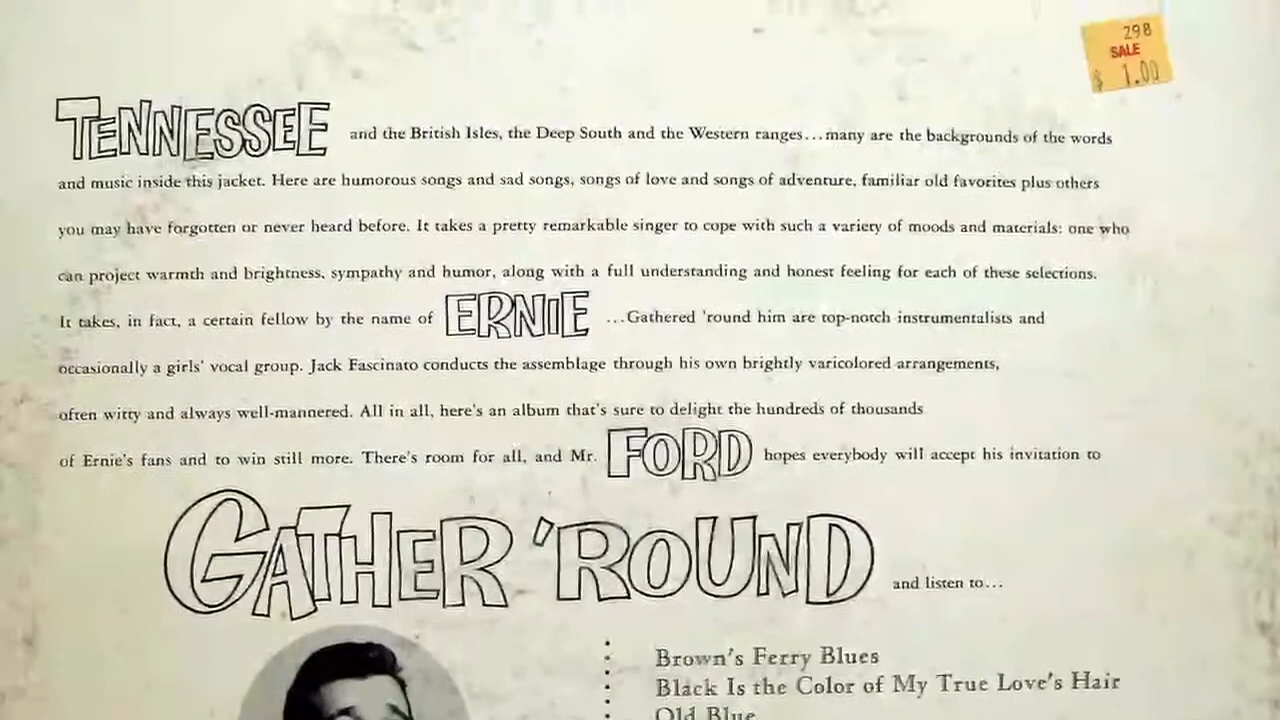 298
SALE
$ 1.00
TENNESSEE and the British Isles, the Deep South and the Western ranges...many are the backgrounds of the words
and music inside this jacket. Here are humorous songs and sad songs, songs of love and songs of adventure, familiar old favorites plus others
you may have forgotten or never heard before. It takes a pretty remarkable singer to cope with such a variety of moods and materials: one who
can project warmth and brightness, sympathy and humor, along with a full understanding and honest feeling for each of these selections.
It takes, in fact, a certain fellow by the name of ERNIE ...Gathered 'round him are top-notch instrumentalists and
occasionally a girls' vocal group. Jack Fascinato conducts the assemblage through his own brightly varicolored arrangements,
often witty and always well-mannered. All in all, here's an album that's sure to delight the hundreds of thousands
of Ernie's fans and to win still more. There's room for all, and Mr. FORD hopes everybody will accept his invitation to
GATHER 'ROUND and listen to...
Brown's Ferry Blues
Black Is the Color of My True Love's Hair
Old Blue